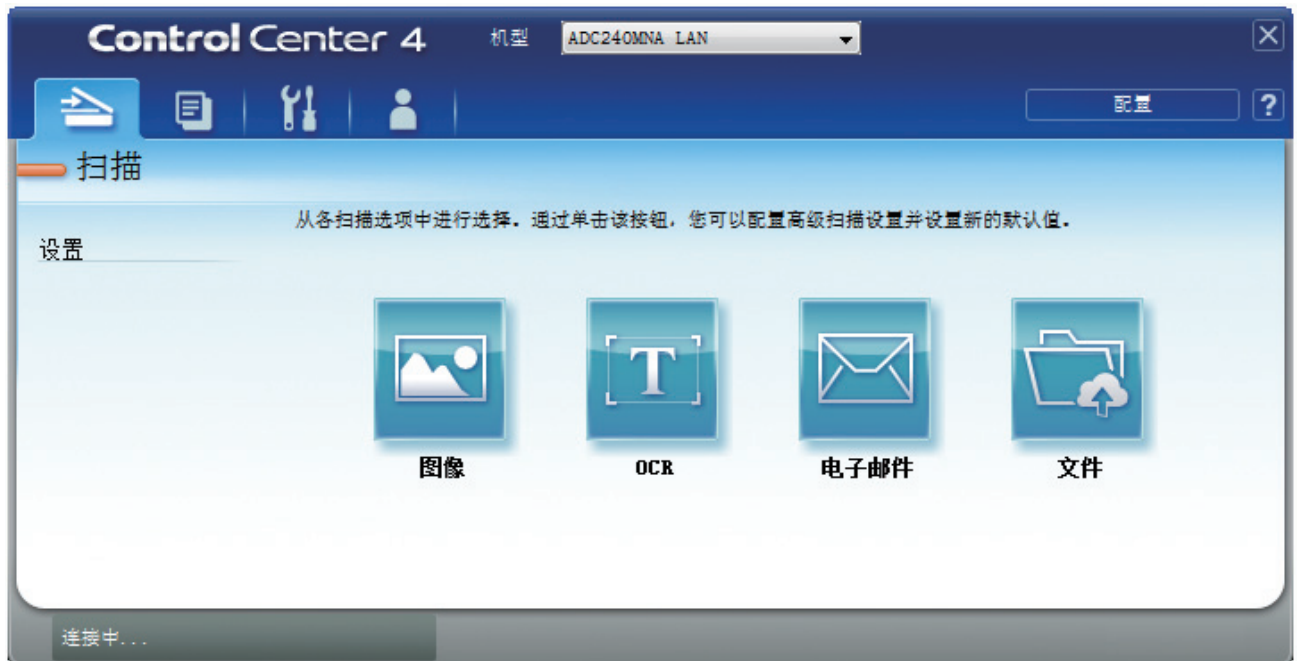 Control Center 4 机型 ADC240MNA LAN
配置 ?
扫描
从各扫描选项中进行选择。通过单击该按钮，您可以配置高级扫描设置并设置新的默认值。
设置
T
图像 OCR 电子邮件 文件
连接中...